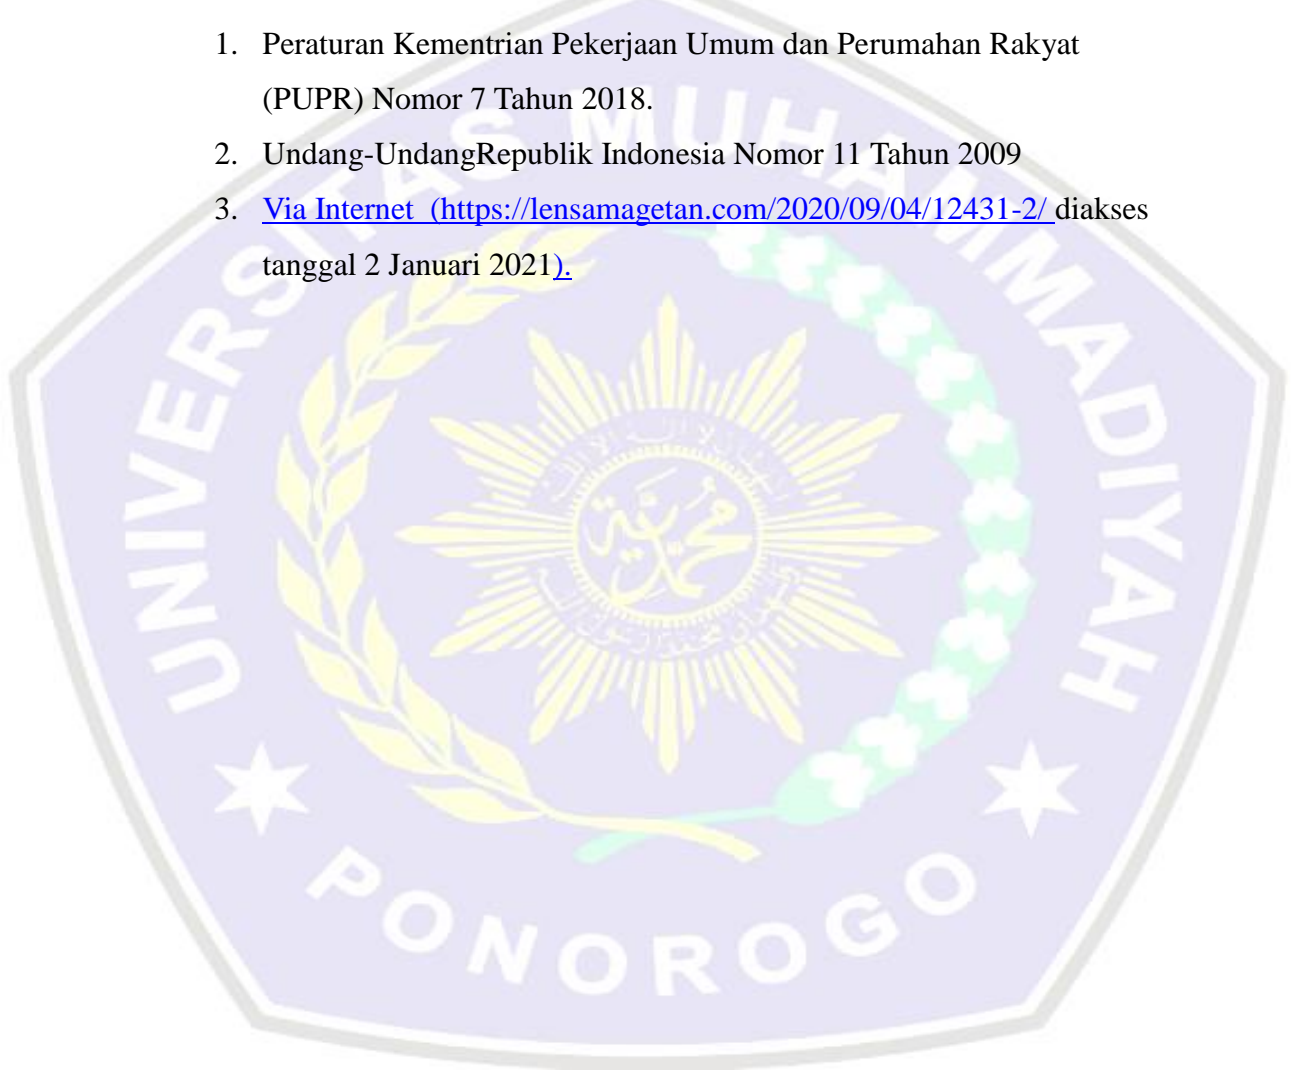 1. Peraturan Kementrian Pekerjaan Umum dan Perumahan Rakyat
(PUPR) Nomor 7 Tahun 2018.
2. Undang-UndangRepublik Indonesia Nomor 11 Tahun 2009
3. Via Internet  (https://lensamagetan.com/2020/09/04/12431-2/ diakses
tanggal 2 Januari 2021).
UNIVERSITAS MUHAMMADIYAH
PONOROGO